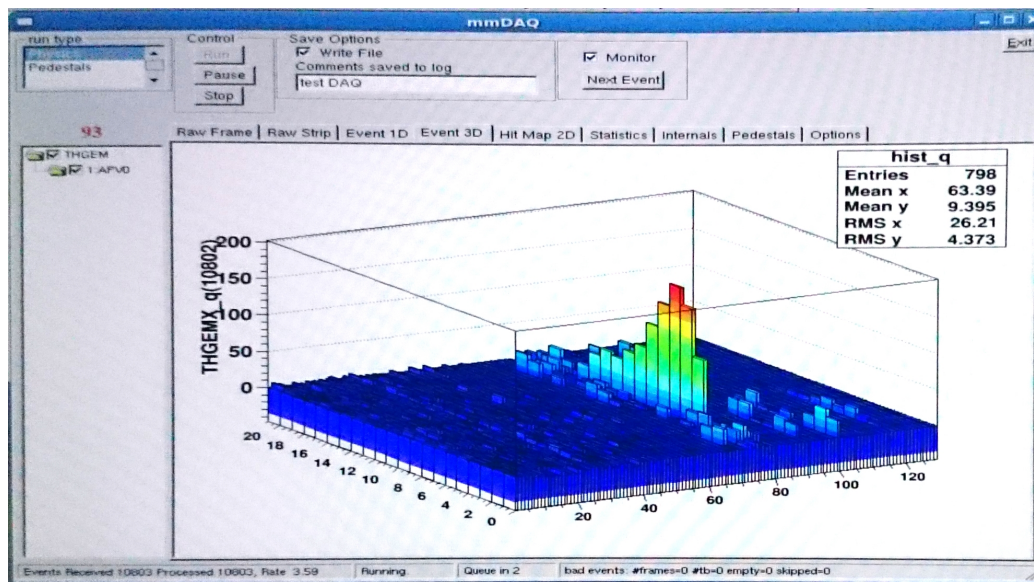 mmDAQ
run type
Pedestals
Control
Run
Pause
Stop
Save Options
Write File
Comments saved to log
test DAQ
Monitor
Next Event
Exit
93
Raw Frame
Raw Strip
Event 1D
Event 3D
Hit Map 2D
Statistics
Internals
Pedestals
Options
THGEM
1:APV0
hist_q
Entries 798
Mean x 63.39
Mean y 9.395
RMS x 26.21
RMS y 4.373
THGEMX_q(10802)
200
150
100
50
0
20 18 16 14 12 10 8 6 4 2 0
20 40 60 80 100 120
Events Received 10803 Processed 10803, Rate 3.59
Running.
Queue in 2
bad events: #frames=0 #tb=0 empty=0 skipped=0